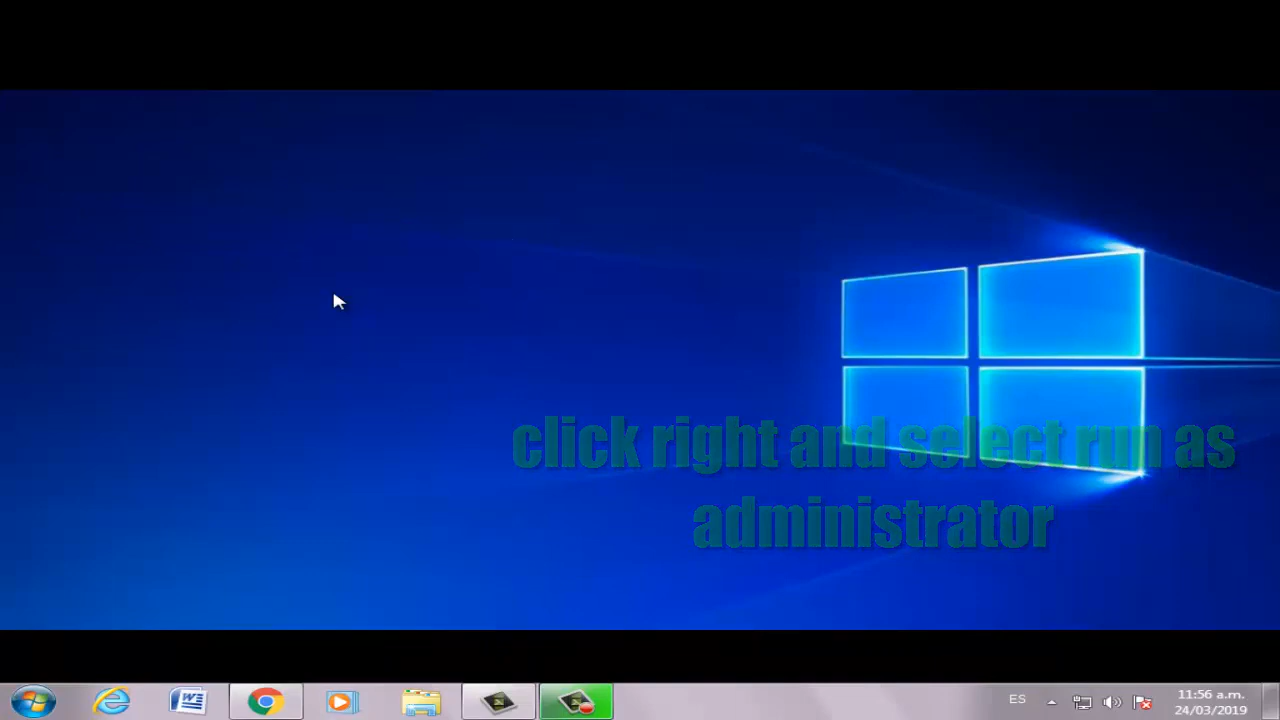 click right and select run as
administrator
ES
11:56 a.m.
24/03/2019